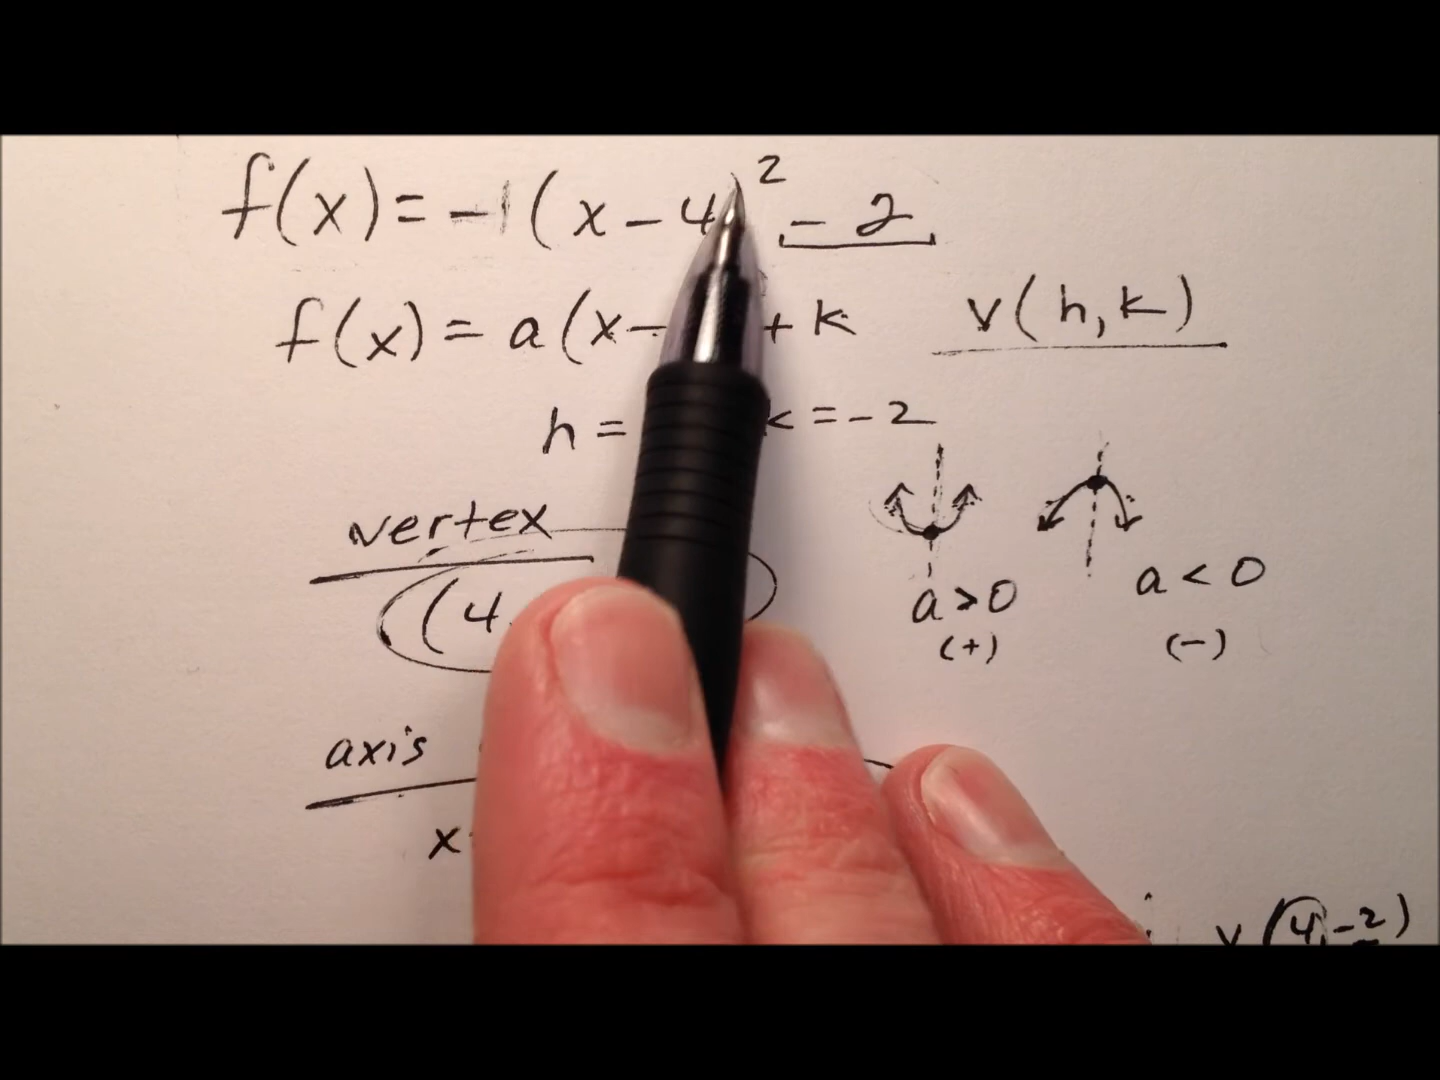 f(x) = -1 (x - 4)² - 2
f(x) = a (x - + k
v(h, k)
h = k = -2
vertex
(4,
a > 0
(+)
a < 0
(-)
axis
x
v(4, -2)